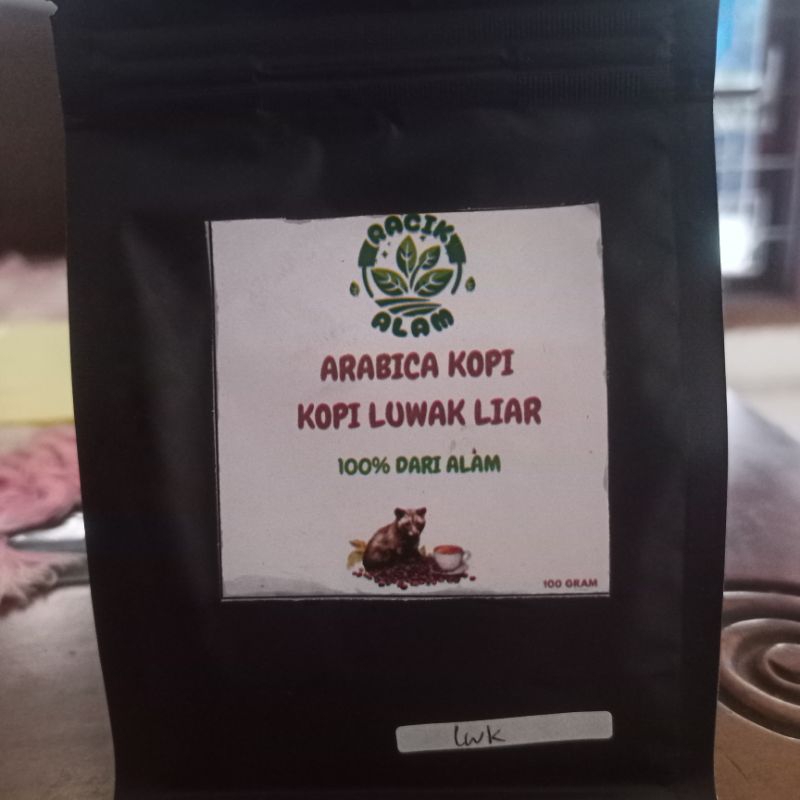 RACIK
ALAM
ARABICA KOPI
KOPI LUWAK LIAR
100% DARI ALAM
100 GRAM
lwk